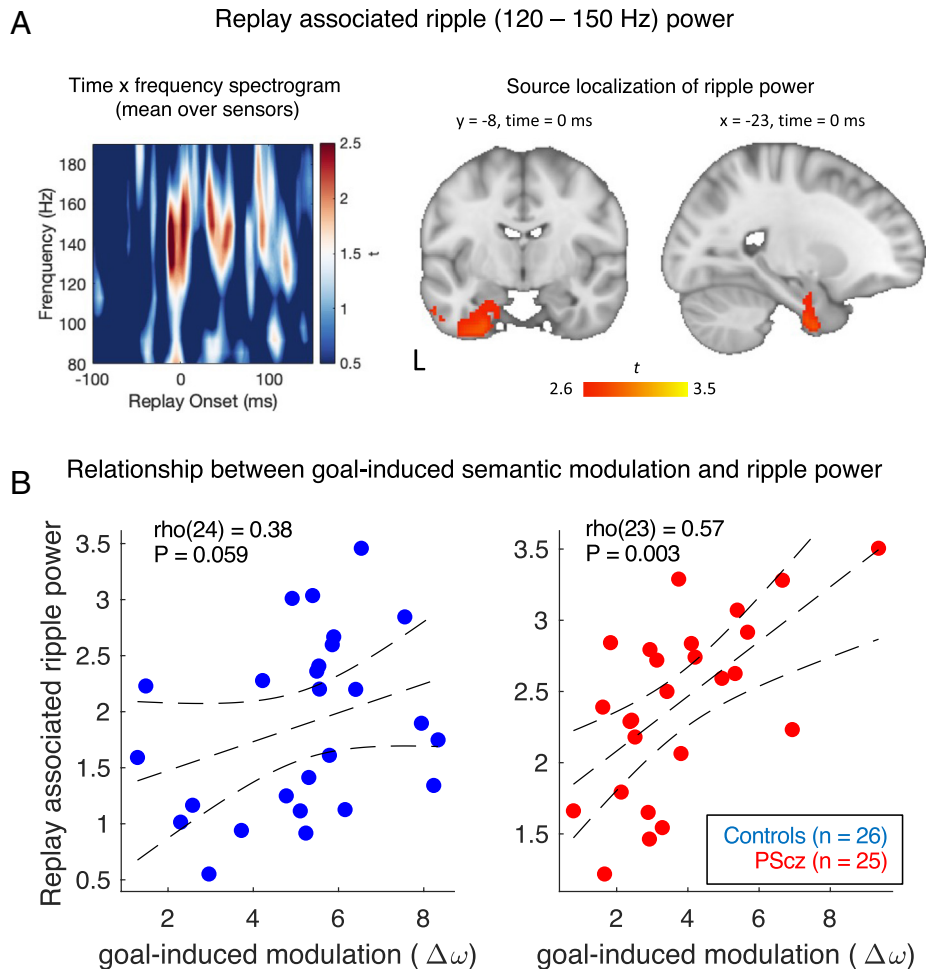 A
Replay associated ripple (120 – 150 Hz) power
Time x frequency spectrogram
(mean over sensors)
Source localization of ripple power
y = -8, time = 0 ms
x = -23, time = 0 ms
Frenquency (Hz)
180
160
140
120
100
80
-100
0
100
Replay Onset (ms)
2.5
2
1.5
1
0.5
t
L
t
2.6
3.5
B
Relationship between goal-induced semantic modulation and ripple power
Replay associated ripple power
rho(24) = 0.38
P = 0.059
3.5
3
2.5
2
1.5
1
0.5
2
4
6
8
goal-induced modulation ( Δω)
rho(23) = 0.57
P = 0.003
3.5
3
2.5
2
1.5
2
4
6
8
goal-induced modulation ( Δω)
Controls (n = 26)
PScz (n = 25)